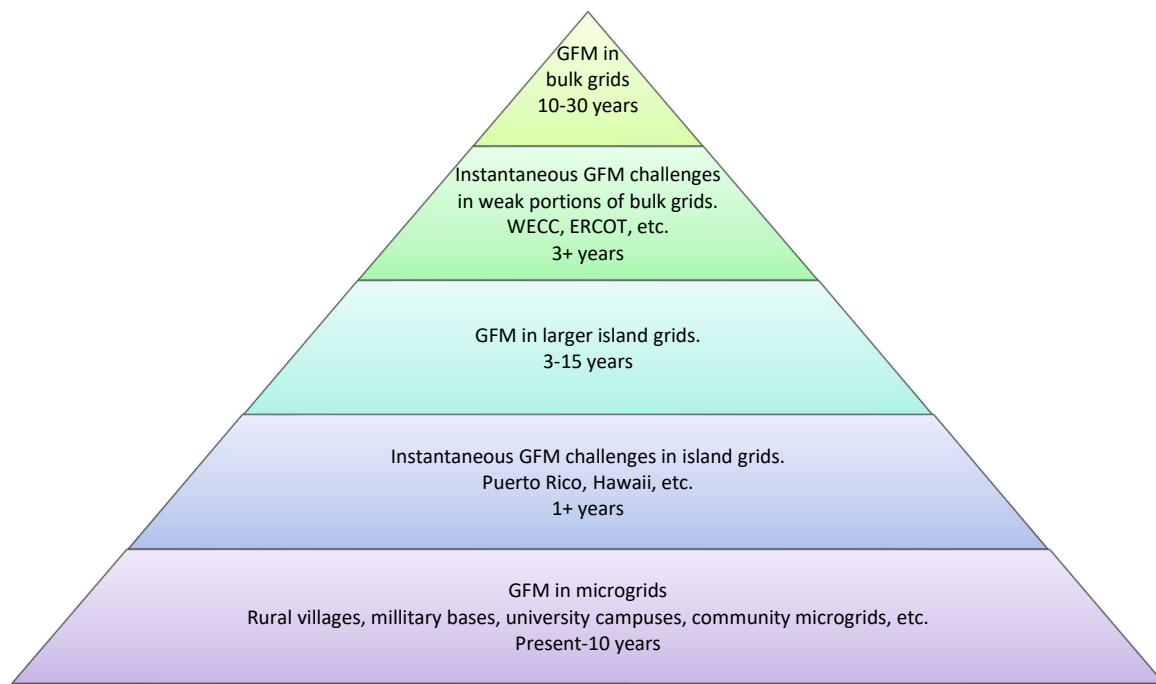 GFM in
bulk grids
10-30 years
Instantaneous GFM challenges
in weak portions of bulk grids.
WECC, ERCOT, etc.
3+ years
GFM in larger island grids.
3-15 years
Instantaneous GFM challenges in island grids.
Puerto Rico, Hawaii, etc.
1+ years
GFM in microgrids
Rural villages, millitary bases, university campuses, community microgrids, etc.
Present-10 years